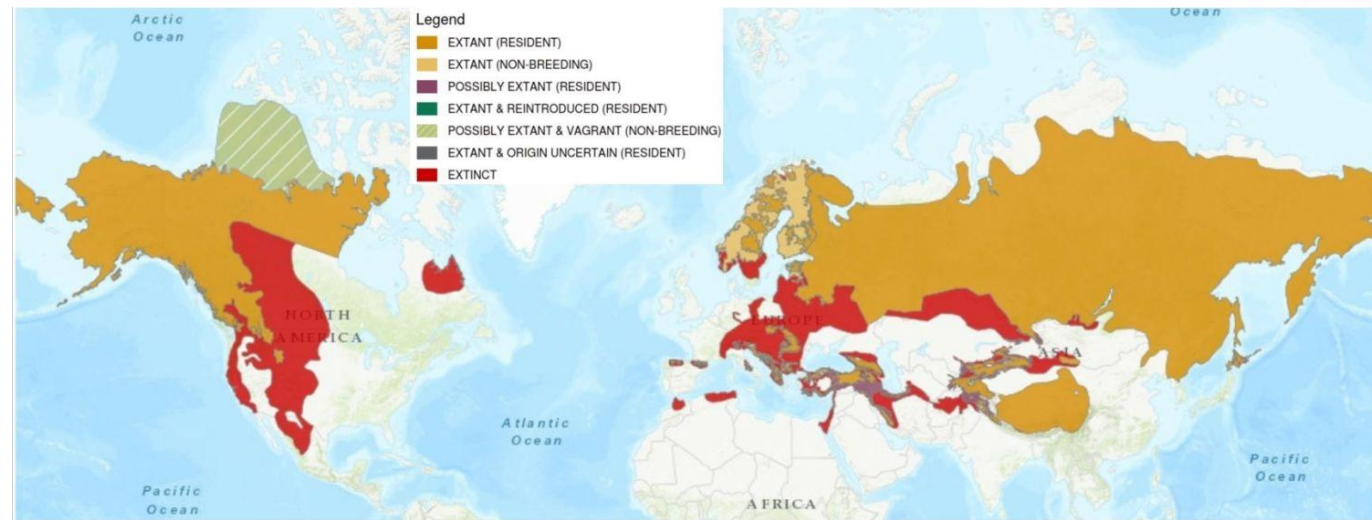 Arctic
Ocean
Ocean
Legend
EXTANT (RESIDENT)
EXTANT (NON-BREEDING)
POSSIBLY EXTANT (RESIDENT)
EXTANT & REINTRODUCED (RESIDENT)
POSSIBLY EXTANT & VAGRANT (NON-BREEDING)
EXTANT & ORIGIN UNCERTAIN (RESIDENT)
EXTINCT
NORTH
AMERICA
EUROPE
ASIA
Atlantic
Ocean
Pacific
Ocean
AFRICA
Pacific
Ocean